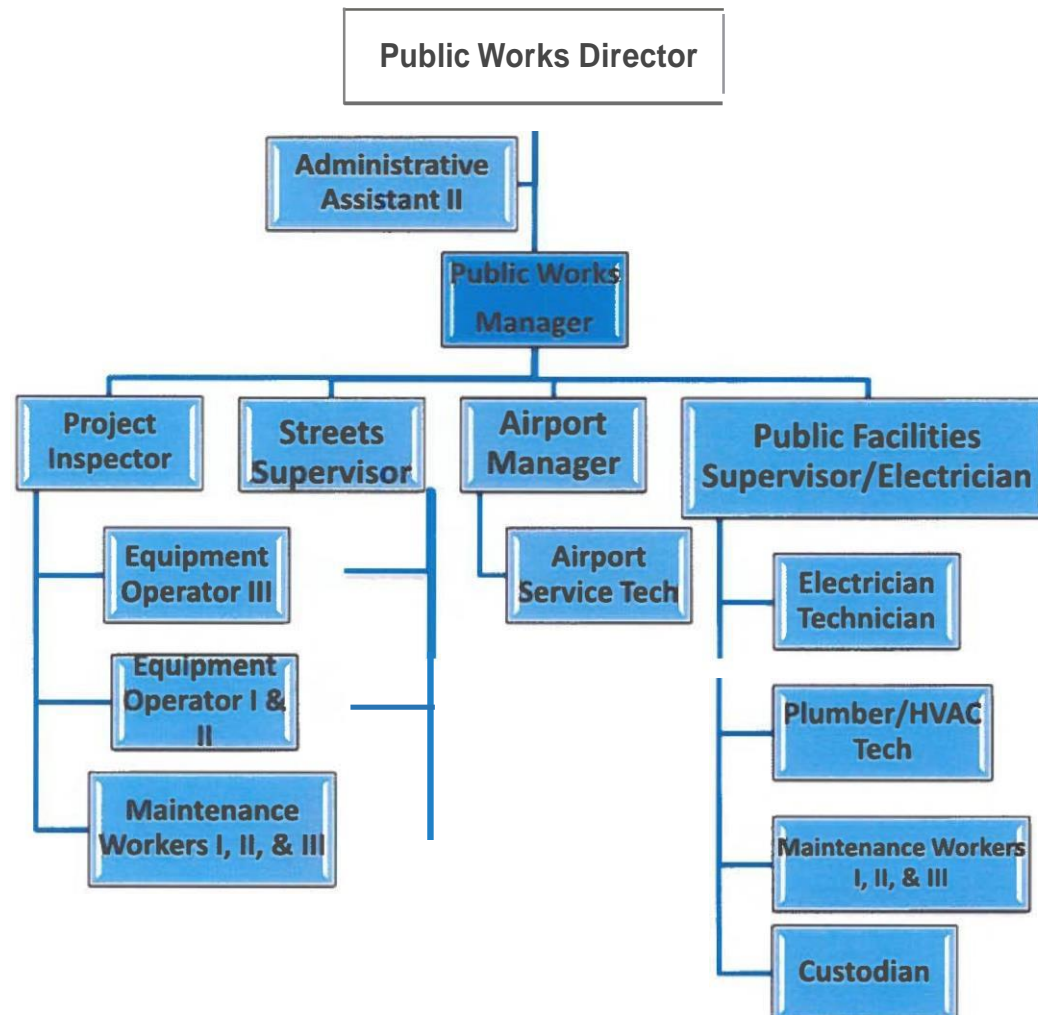 Public Works Director
Administrative
Assistant II
Public Works
Manager
Project
Inspector
Streets
Supervisor
Airport
Manager
Public Facilities
Supervisor/Electrician
Equipment
Operator III
Airport
Service Tech
Electrician
Technician
Equipment
Operator I &
II
Plumber/HVAC
Tech
Maintenance
Workers I, II, & III
Maintenance Workers
I, II, & III
Custodian